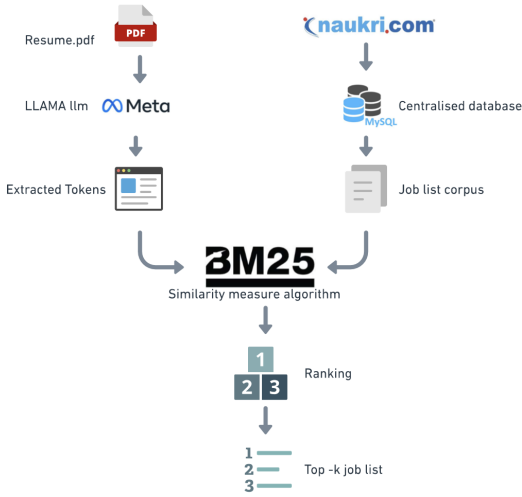 Resume.pdf
PDF
naukri.com
LLAMA llm
Meta
MySQL
Centralised database
Extracted Tokens
Job list corpus
BM25
Similarity measure algorithm
1
2 3
Ranking
1
2
3
Top -k job list